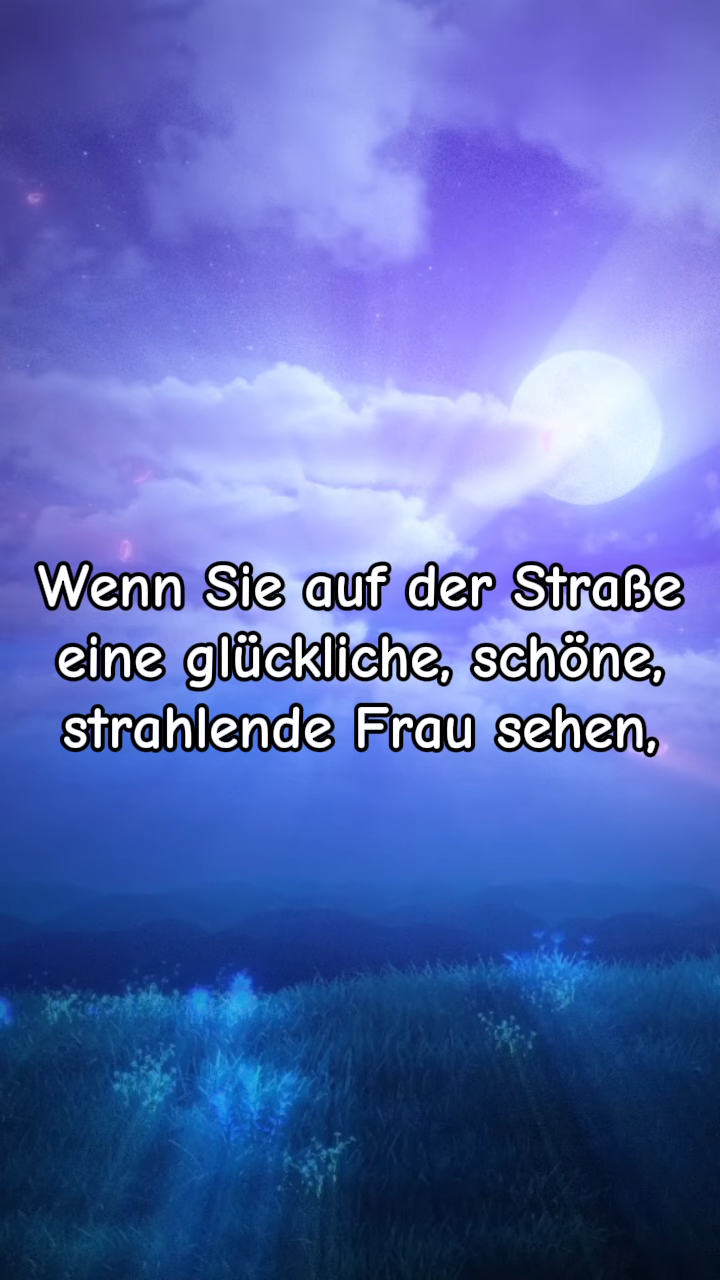 Wenn Sie auf der Straße
eine glückliche, schöne,
strahlende Frau sehen,